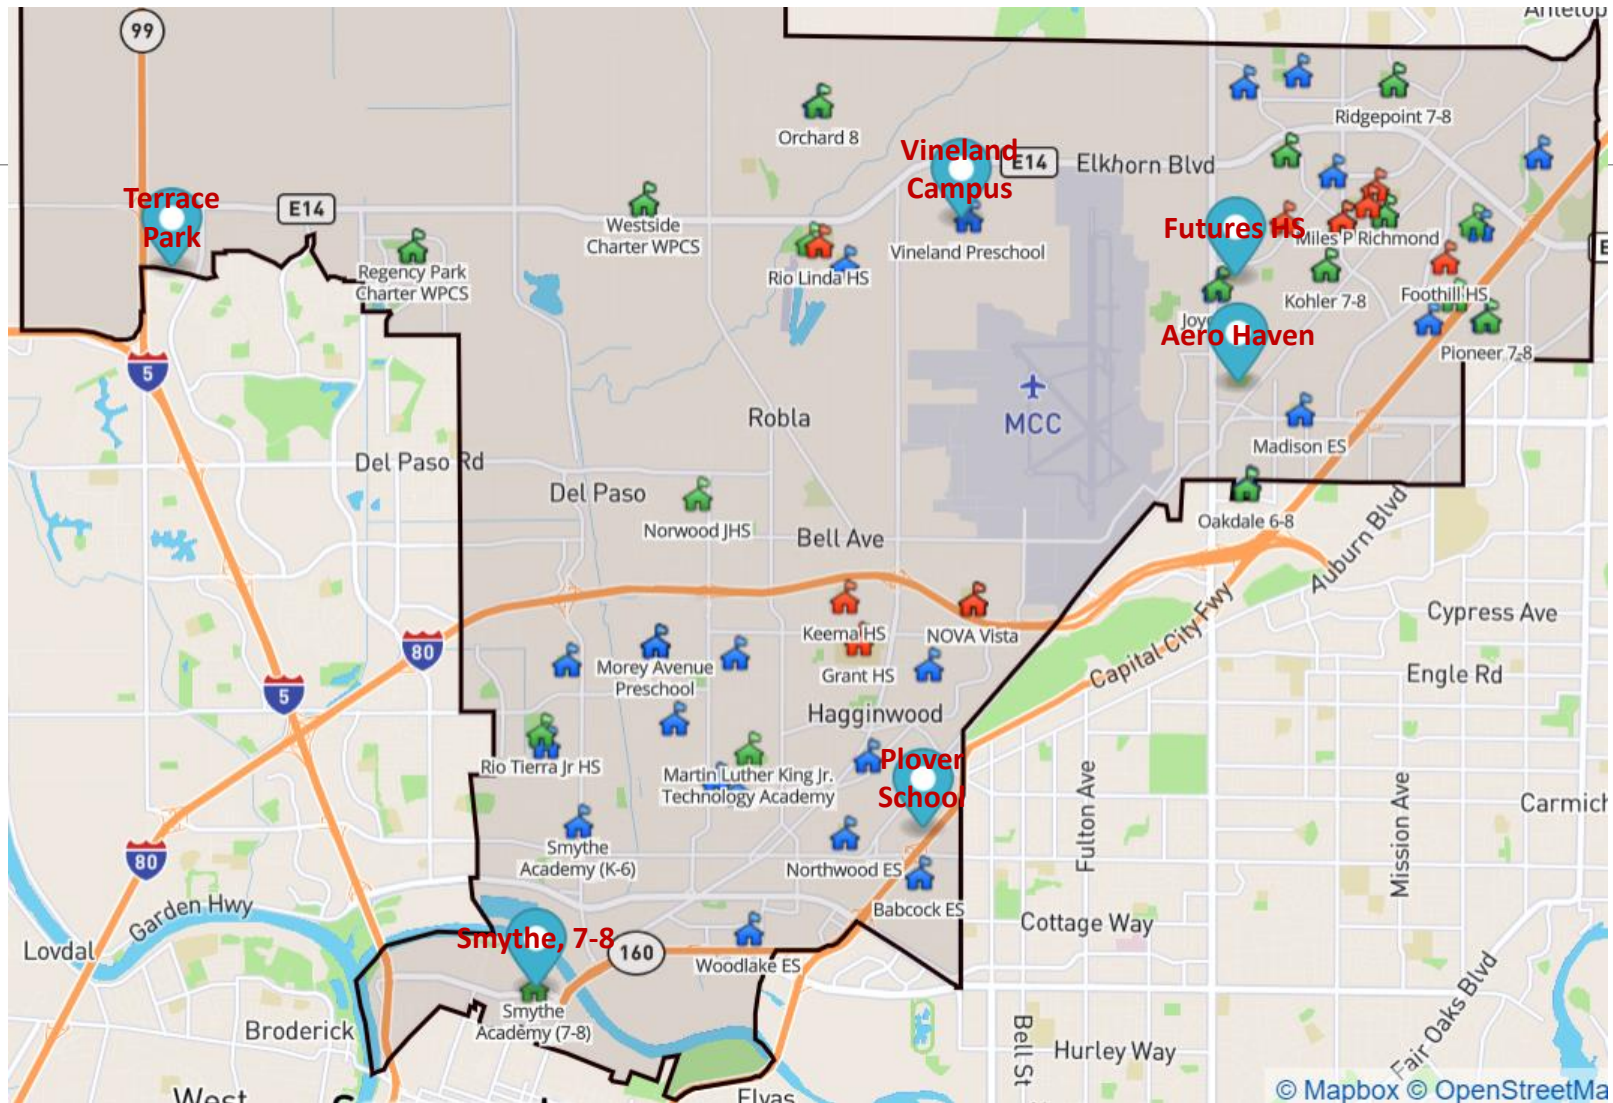 Antelop
99
Ridgepoint 7-8
Orchard 8
Vineland
Campus
E14
Elkhorn Blvd
Terrace
Park
E14
Westside
Charter WPCS
Futures HS
Miles P Richmond
Vineland Preschool
Regency Park
Charter WPCS
Rio Linda HS
Kohler 7-8
Foothill HS
Joyc
Aero Haven
Pioneer 7-8
5
MCC
Robla
Madison ES
Del Paso Rd
Del Paso
Norwood JHS
Oakdale 6-8
Bell Ave
Auburn Blvd
Cypress Ave
Keema HS
NOVA Vista
80
Capital City Fwy
Morey Avenue
Preschool
Grant HS
Engle Rd
5
Hagginwood
Rio Tierra Jr HS
Plover
School
Martin Luther King Jr.
Technology Academy
Fulton Ave
Mission Ave
Carmich
80
Smythe
Academy (K-6)
Northwood ES
Babcock ES
Garden Hwy
Cottage Way
Lovdal
Smythe, 7-8
160
Woodlake ES
Smythe
Academy (7-8)
Broderick
Bell St
Hurley Way
Fair Oaks Blvd
West
Elvas
© Mapbox © OpenStreetMa